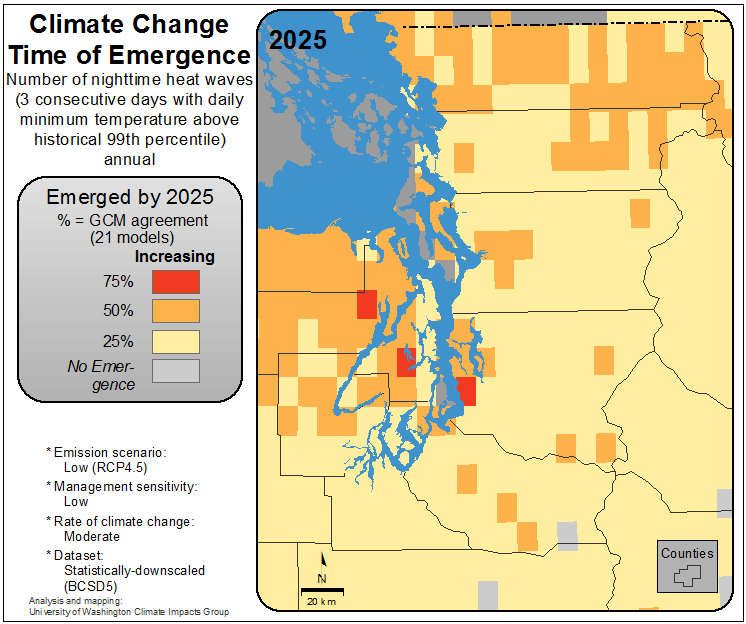 Climate Change
Time of Emergence
Number of nighttime heat waves
(3 consecutive days with daily
minimum temperature above
historical 99th percentile)
annual
Emerged by 2025
% = GCM agreement
(21 models)
Increasing
75%
50%
25%
No Emer-
gence
* Emission scenario:
Low (RCP4.5)
* Management sensitivity:
Low
* Rate of climate change:
Moderate
* Dataset:
Statistically-downscaled
(BCSD5)
Analysis and mapping:
University of Washington Climate Impacts Group
2025
N
20 km
Counties